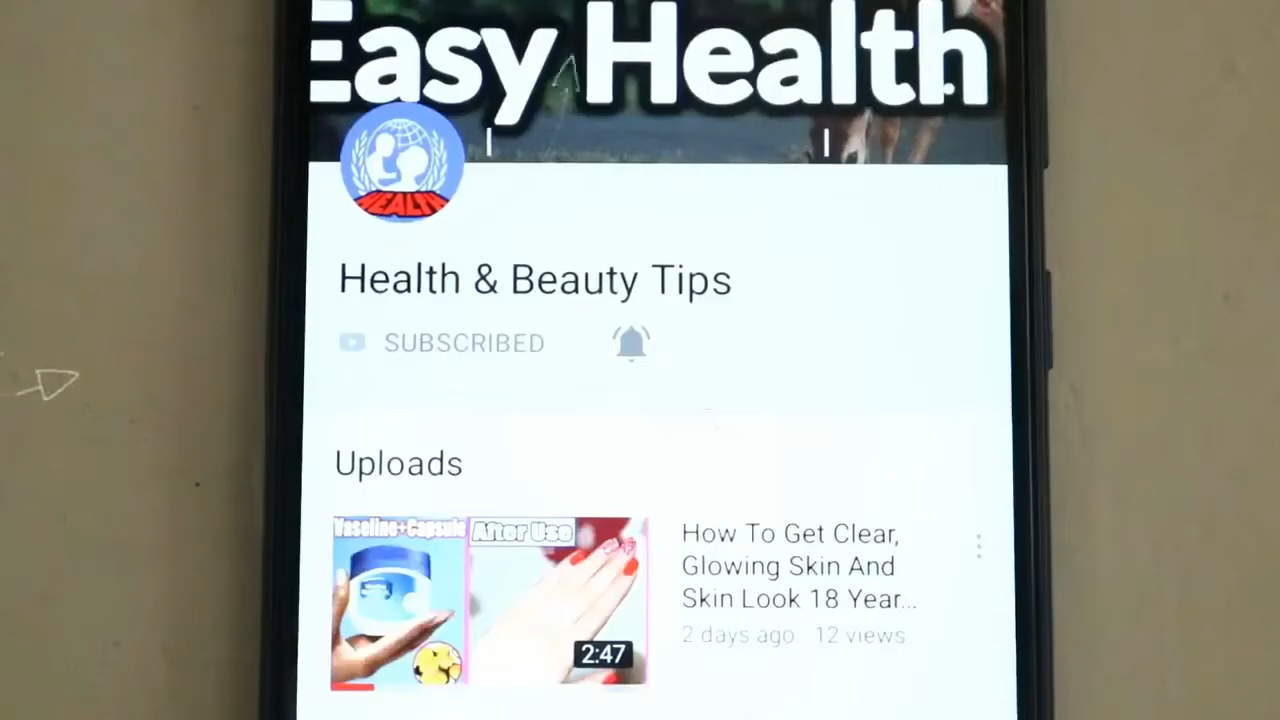 Easy Health
HEALTH
Health & Beauty Tips
SUBSCRIBED
Uploads
Vaseline+Capsule
After Use
2:47
How To Get Clear,
Glowing Skin And
Skin Look 18 Year...
2 days ago 12 views